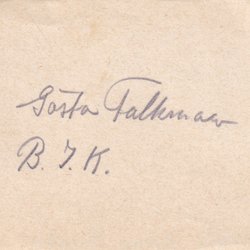 Gösta Falkman
B. I. K.